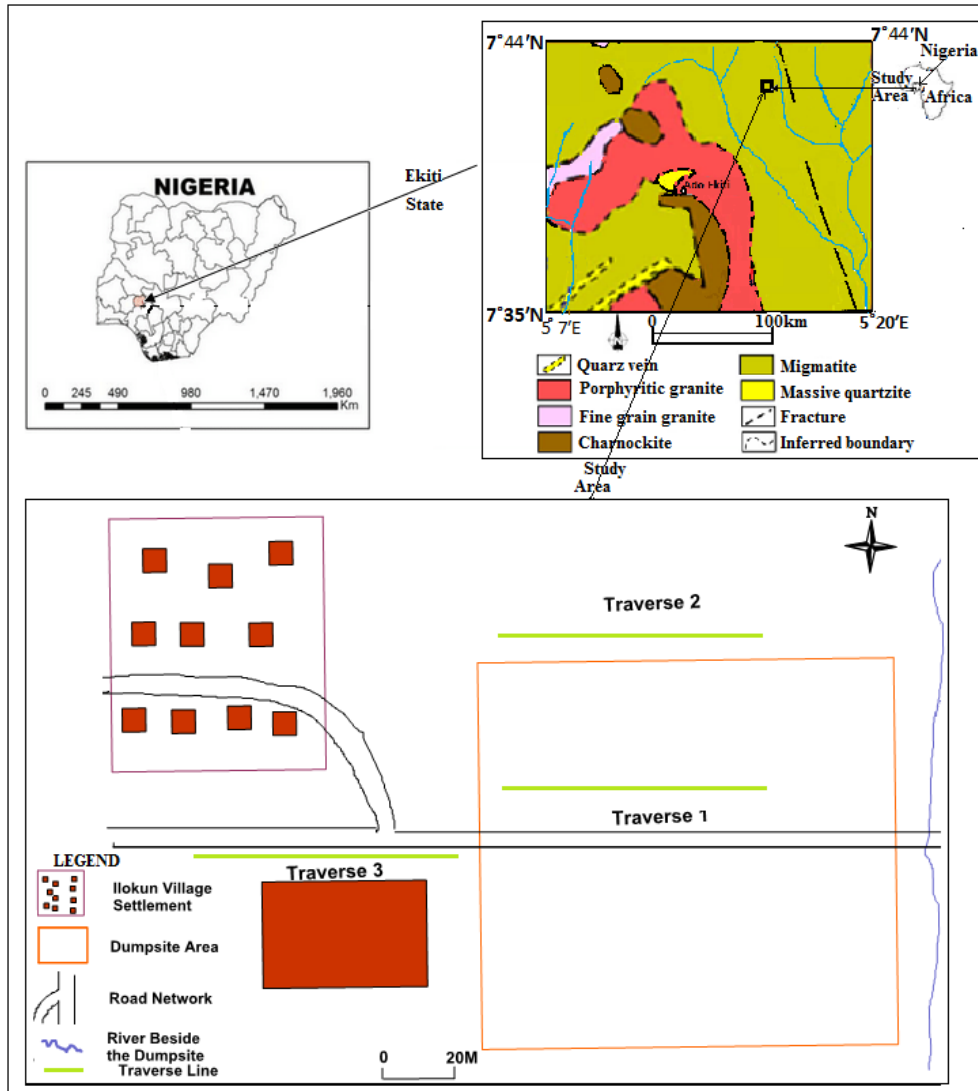 7°44′N
7°44′N
Nigeria
Study
Area
Africa
Ado Ekiti
7°35′N
5°7′E
5°20′E
0 100km
Quarz vein
Porphyritic granite
Fine grain granite
Charnockite
Migmatite
Massive quartzite
Fracture
Inferred boundary
NIGERIA
Ekiti
State
0 245 490 980 1,470 1,960
Km
Study
Area
N
Traverse 2
Traverse 1
Traverse 3
LEGEND
Ilokun Village
Settlement
Dumpsite Area
Road Network
River Beside
the Dumpsite
Traverse Line
0 20M